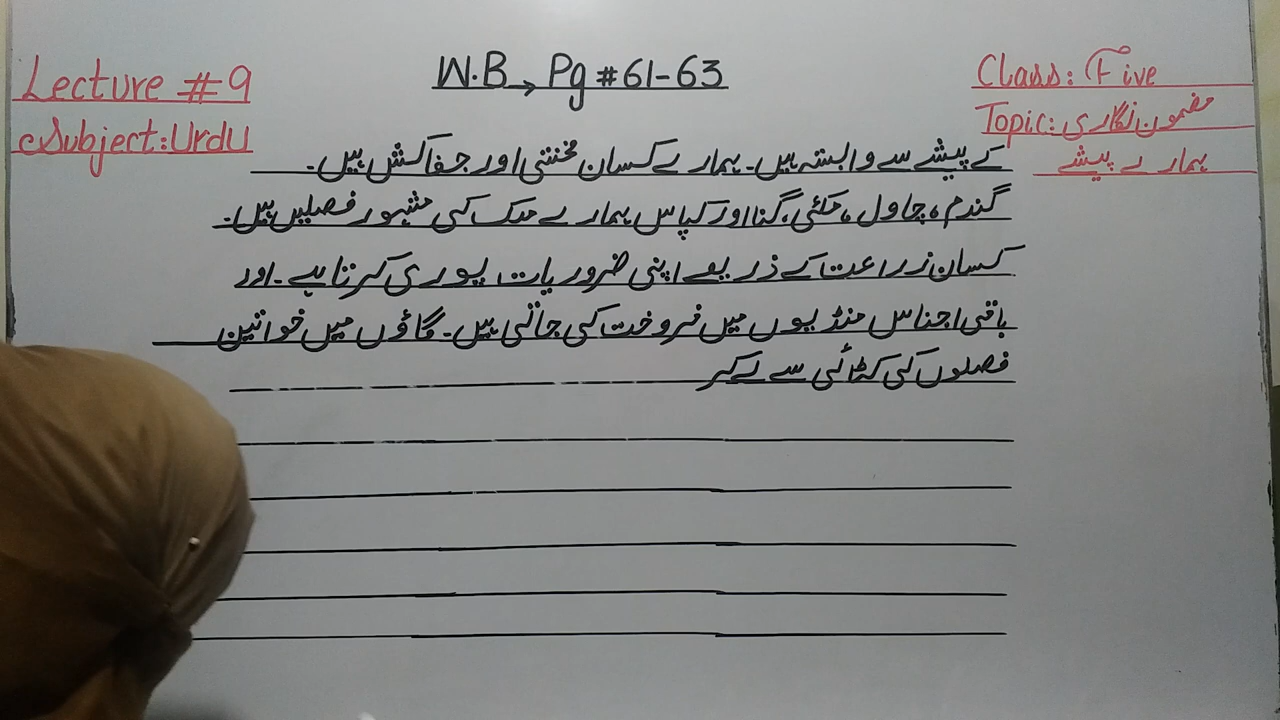 Lecture #9
Subject:Urdu
W.B → Pg #61-63
Class: Five
Topic: مضمون نگاری
ہمارے پیشے
کے پیشے سے وابستہ ہیں۔ ہمارے کسان محنتی اور جفاکش ہیں۔
گندم، چاول، مکئی، گنا اور کپاس ہمارے ملک کی مشہور فصلیں ہیں۔
کسان زراعت کے ذریعے اپنی ضروریات پوری کرتا ہے۔ اور
باقی اجناس منڈیوں میں فروخت کی جاتی ہیں۔ گاؤں میں خواتین
فصلوں کی کٹائی سے لے کر